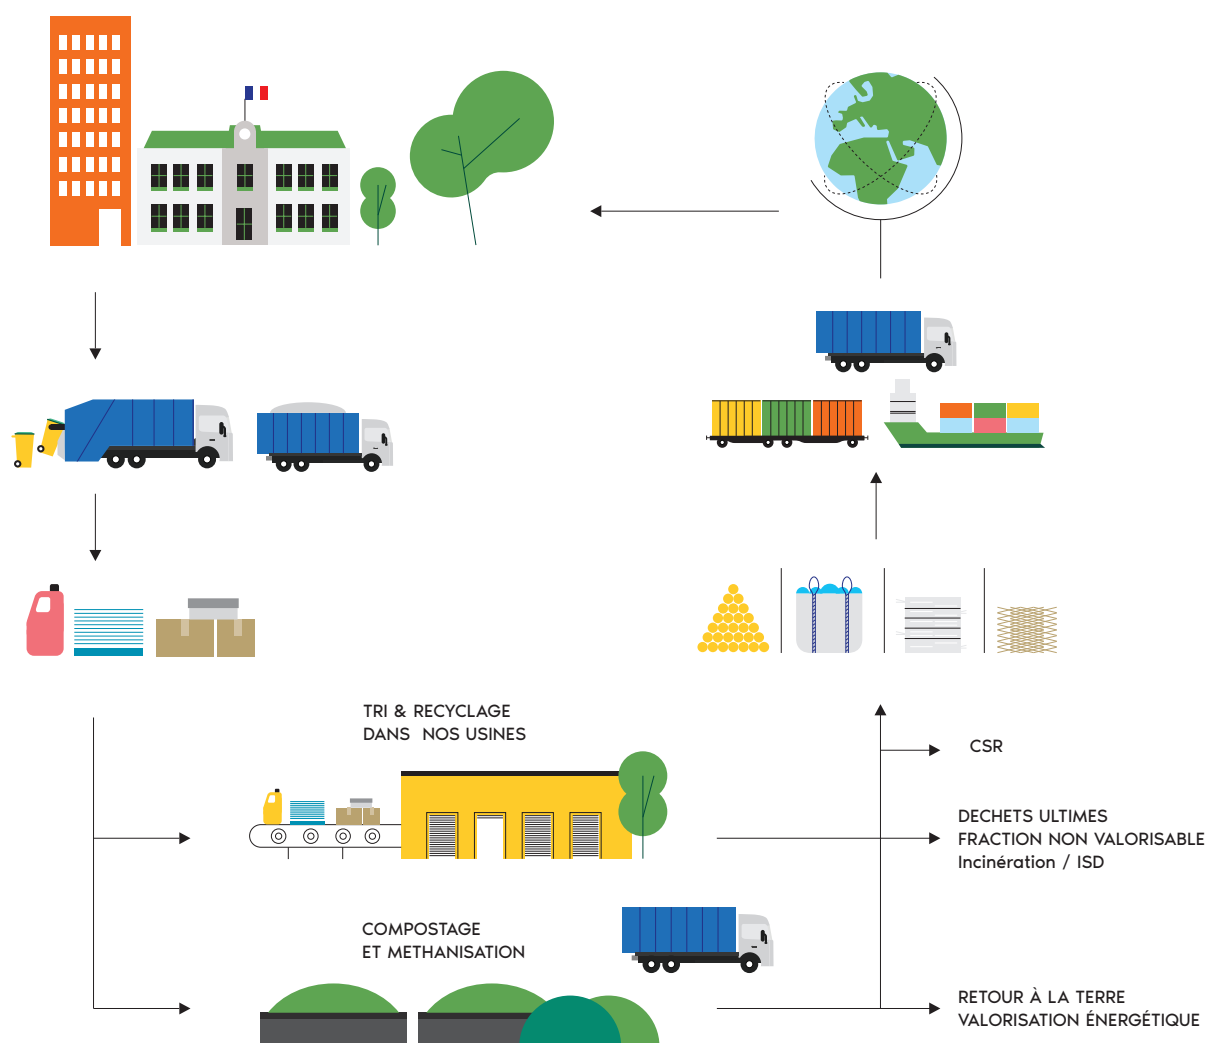 TRI & RECYCLAGE
DANS NOS USINES
CSR
DECHETS ULTIMES
FRACTION NON VALORISABLE
Incinération / ISD
COMPOSTAGE
ET METHANISATION
RETOUR À LA TERRE
VALORISATION ÉNERGÉTIQUE